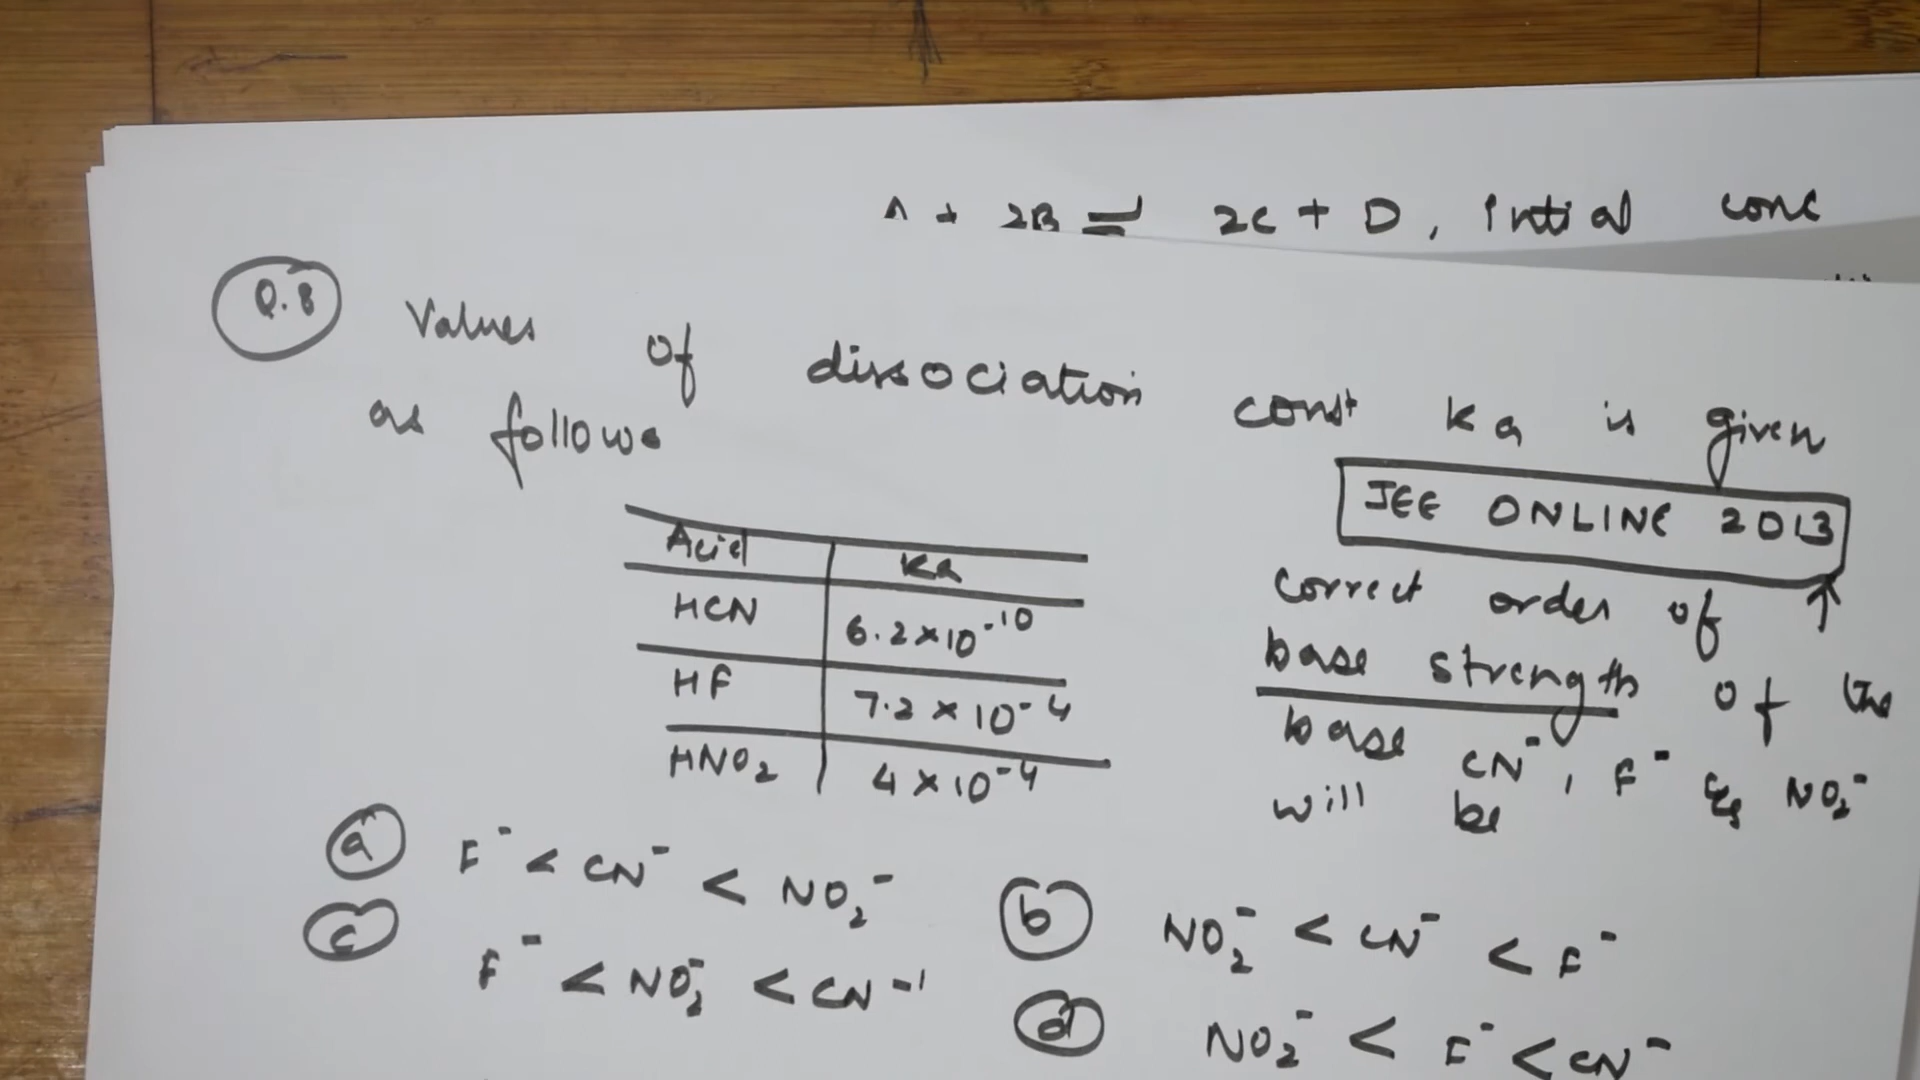 A + 2B ⇌ 2C + D, Intial conc
Q.8 Values of dissociation const Ka is given
as follows
JEE ONLINE 2013
Acid Ka
HCN 6.2×10⁻¹⁰
HF 7.2×10⁻⁴
HNO₂ 4×10⁻⁴
correct order of
base strength of the
base CN⁻, F⁻ & NO₂⁻
will be
a F⁻ < CN⁻ < NO₂⁻
b NO₂⁻ < CN⁻ < F⁻
c F⁻ < NO₂⁻ < CN⁻¹
d NO₂⁻ < F⁻ < CN⁻